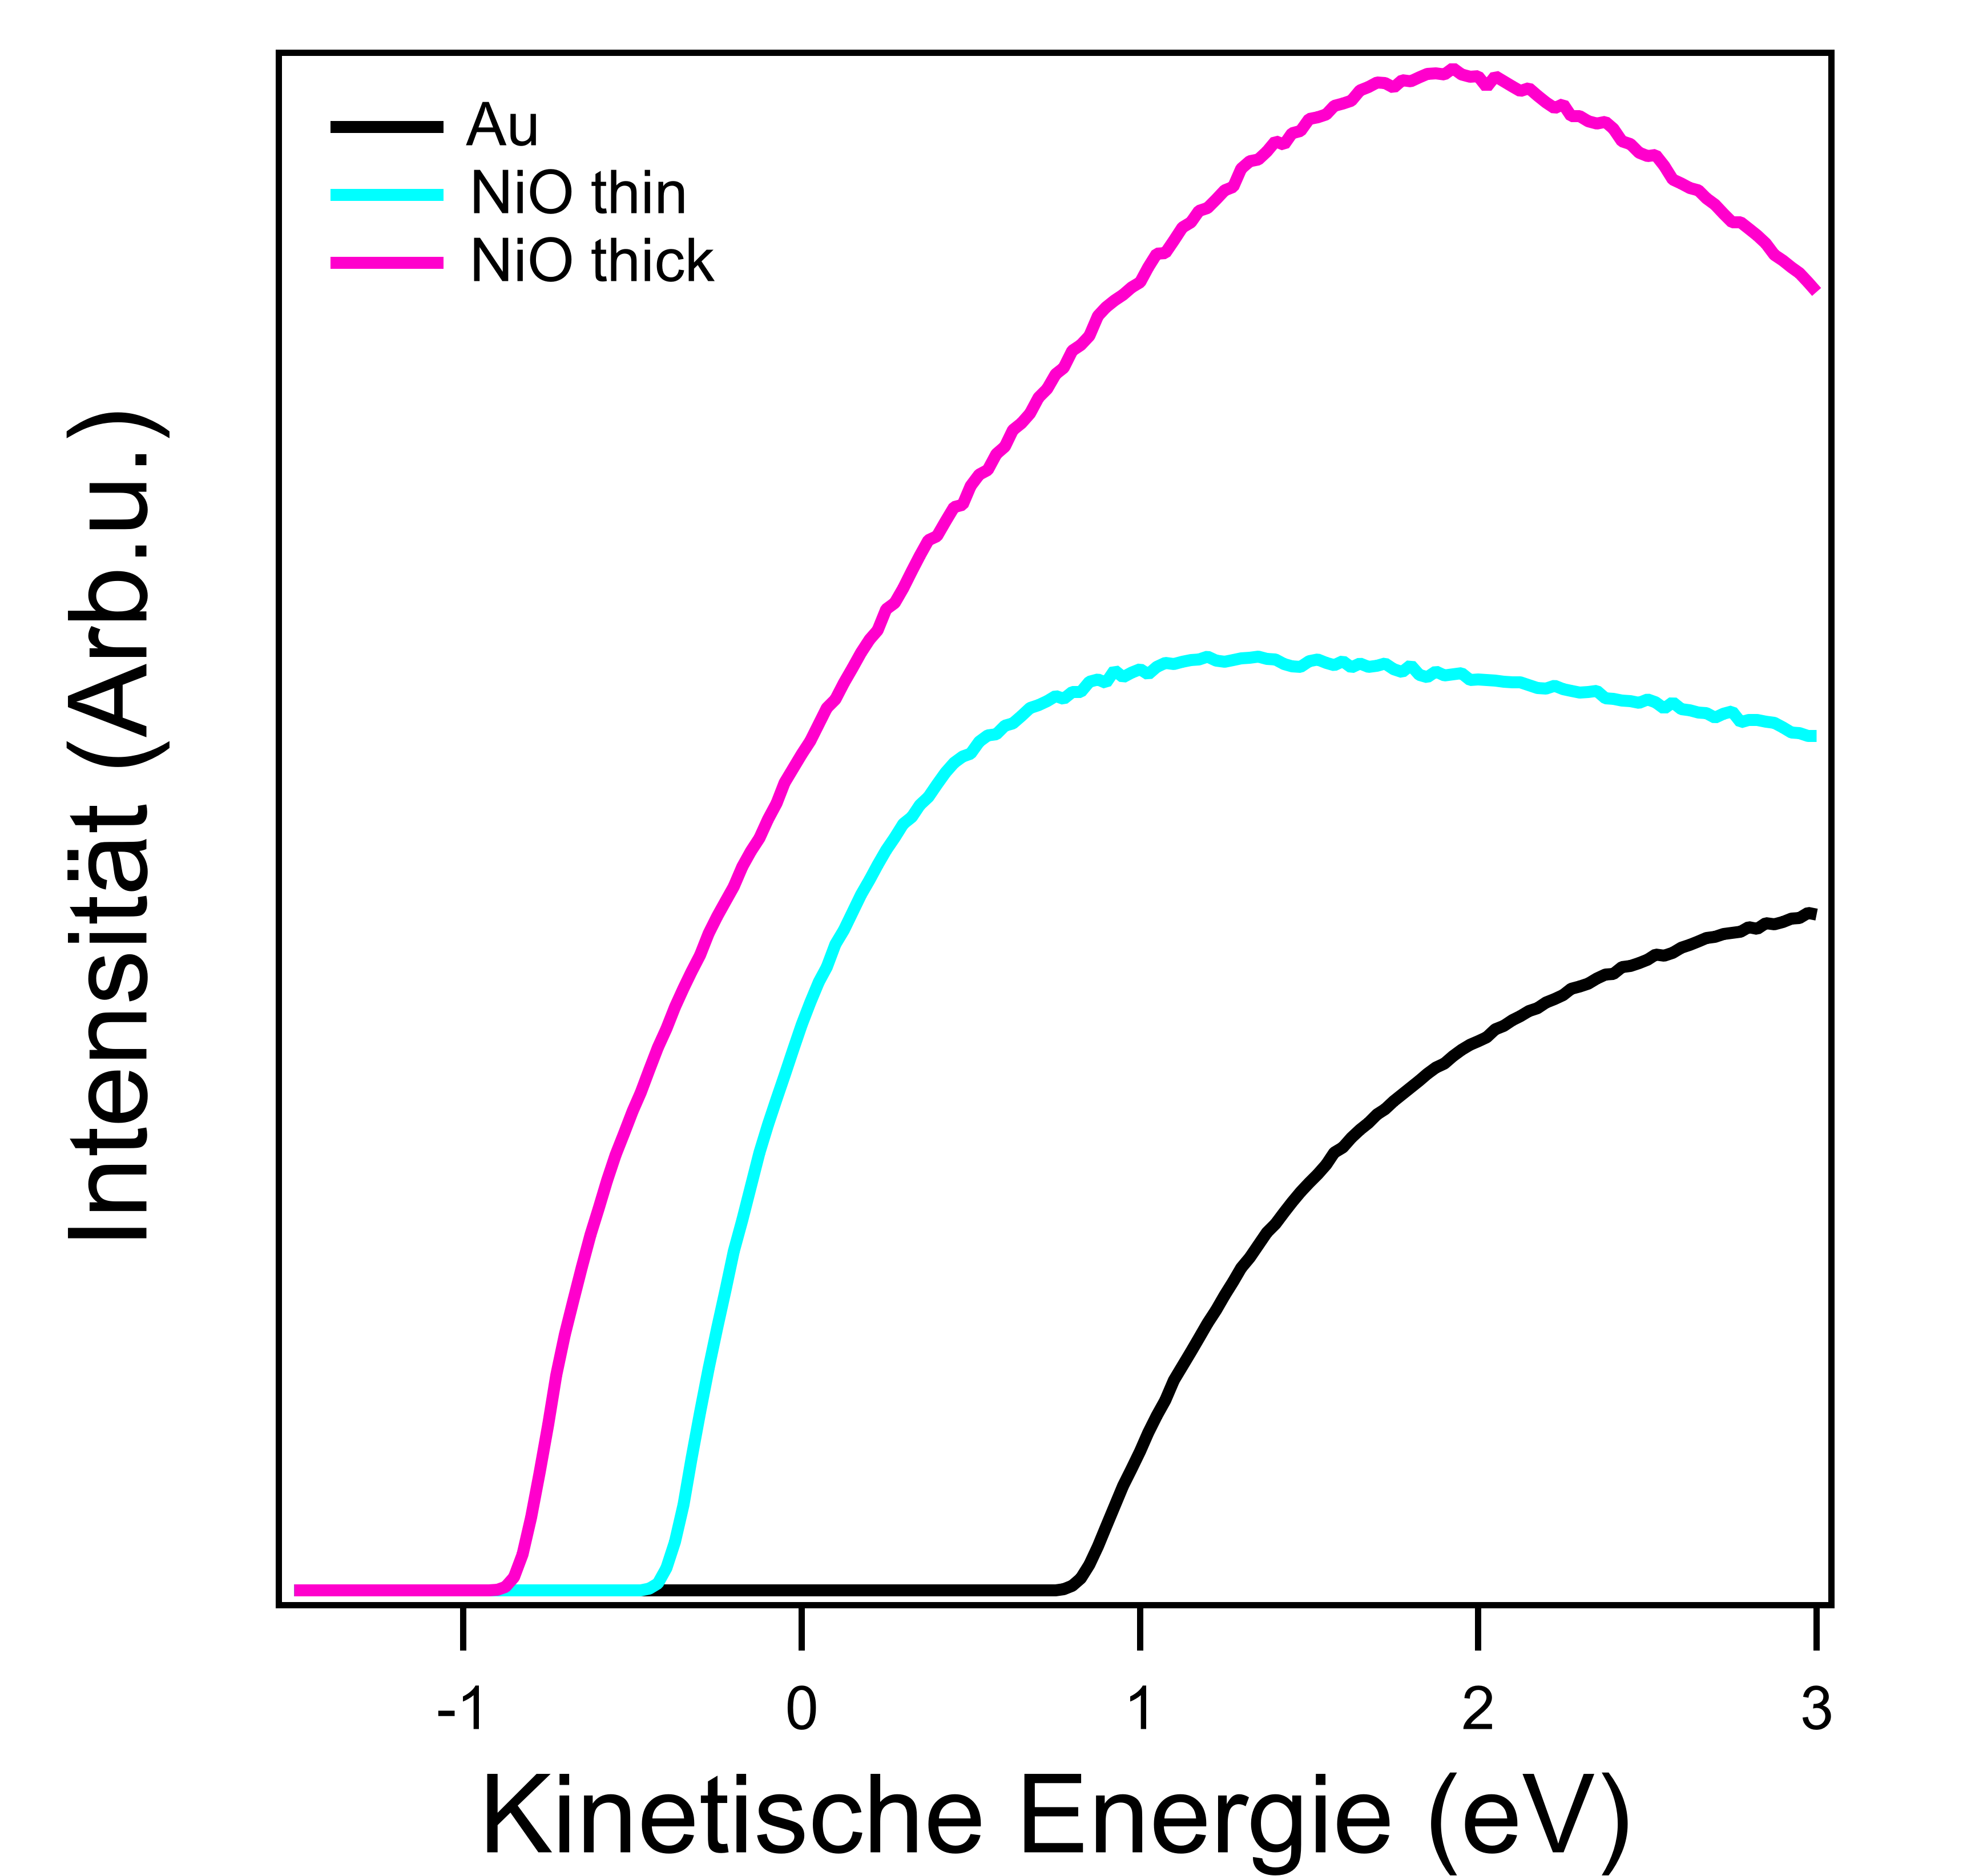 Au
NiO thin
NiO thick
Intensität (Arb.u.)
-1 0 1 2 3
Kinetische Energie (eV)